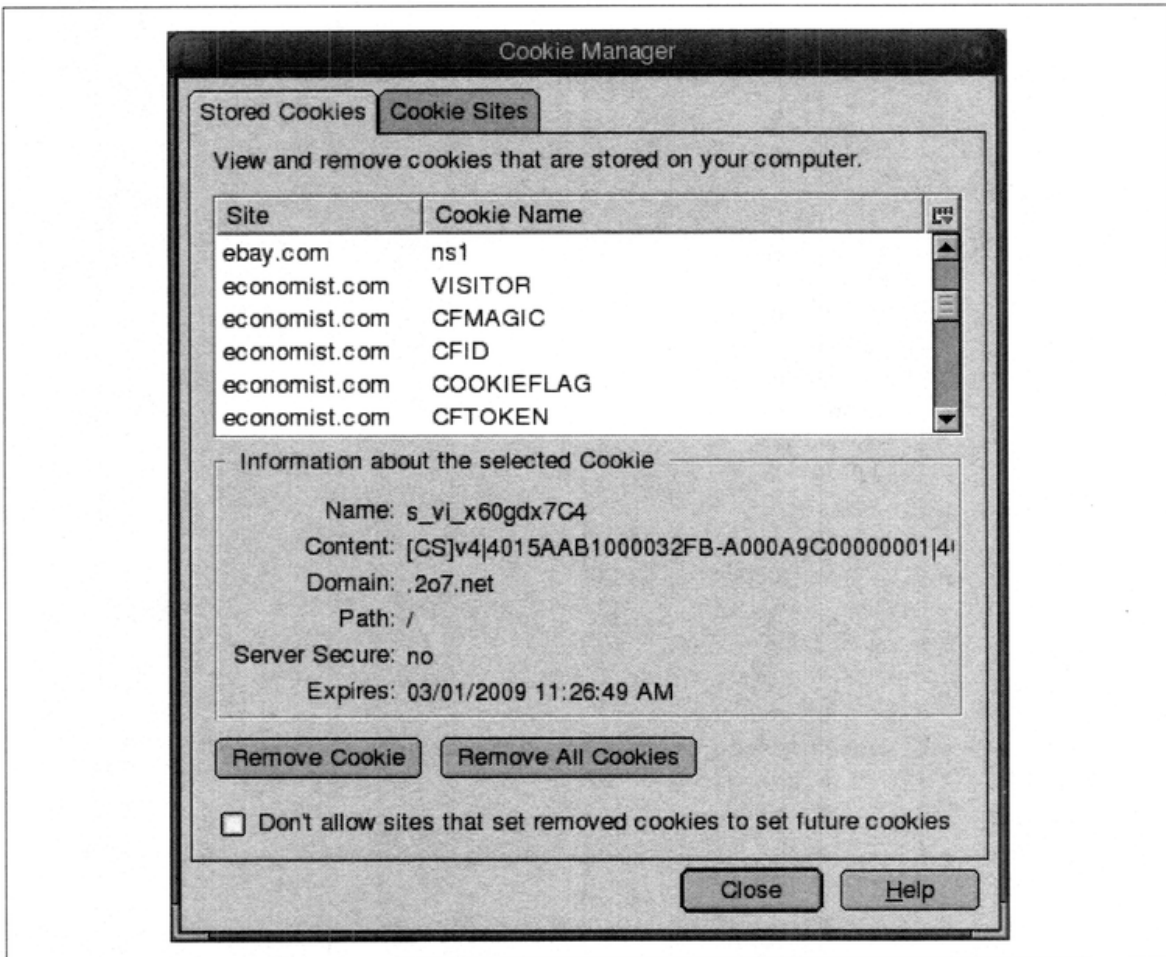 Cookie Manager
Stored Cookies Cookie Sites
View and remove cookies that are stored on your computer.
Site Cookie Name
ebay.com ns1
economist.com VISITOR
economist.com CFMAGIC
economist.com CFID
economist.com COOKIEFLAG
economist.com CFTOKEN
Information about the selected Cookie
Name: s_vi_x60gdx7C4
Content: [CS]v4|4015AAB1000032FB-A000A9C00000001|4
Domain: .2o7.net
Path: /
Server Secure: no
Expires: 03/01/2009 11:26:49 AM
Remove Cookie Remove All Cookies
Don't allow sites that set removed cookies to set future cookies
Close Help